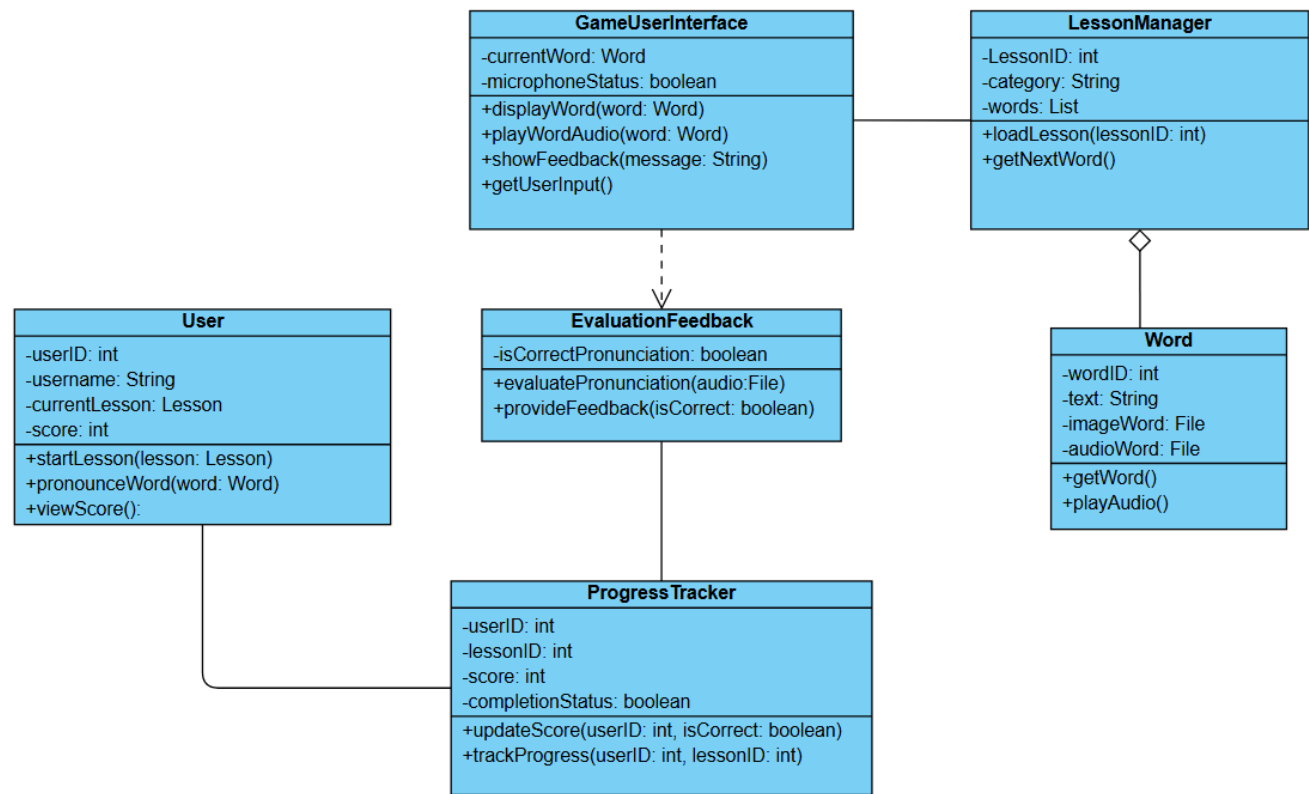 GameUserInterface
-currentWord: Word
-microphoneStatus: boolean
+displayWord(word: Word)
+playWordAudio(word: Word)
+showFeedback(message: String)
+getUserInput()
LessonManager
-LessonID: int
-category: String
-words: List
+loadLesson(lessonID: int)
+getNextWord()
User
-userID: int
-username: String
-currentLesson: Lesson
-score: int
+startLesson(lesson: Lesson)
+pronounceWord(word: Word)
+viewScore():
EvaluationFeedback
-isCorrectPronunciation: boolean
+evaluatePronunciation(audio:File)
+provideFeedback(isCorrect: boolean)
Word
-wordID: int
-text: String
-imageWord: File
-audioWord: File
+getWord()
+playAudio()
ProgressTracker
-userID: int
-lessonID: int
-score: int
-completionStatus: boolean
+updateScore(userID: int, isCorrect: boolean)
+trackProgress(userID: int, lessonID: int)